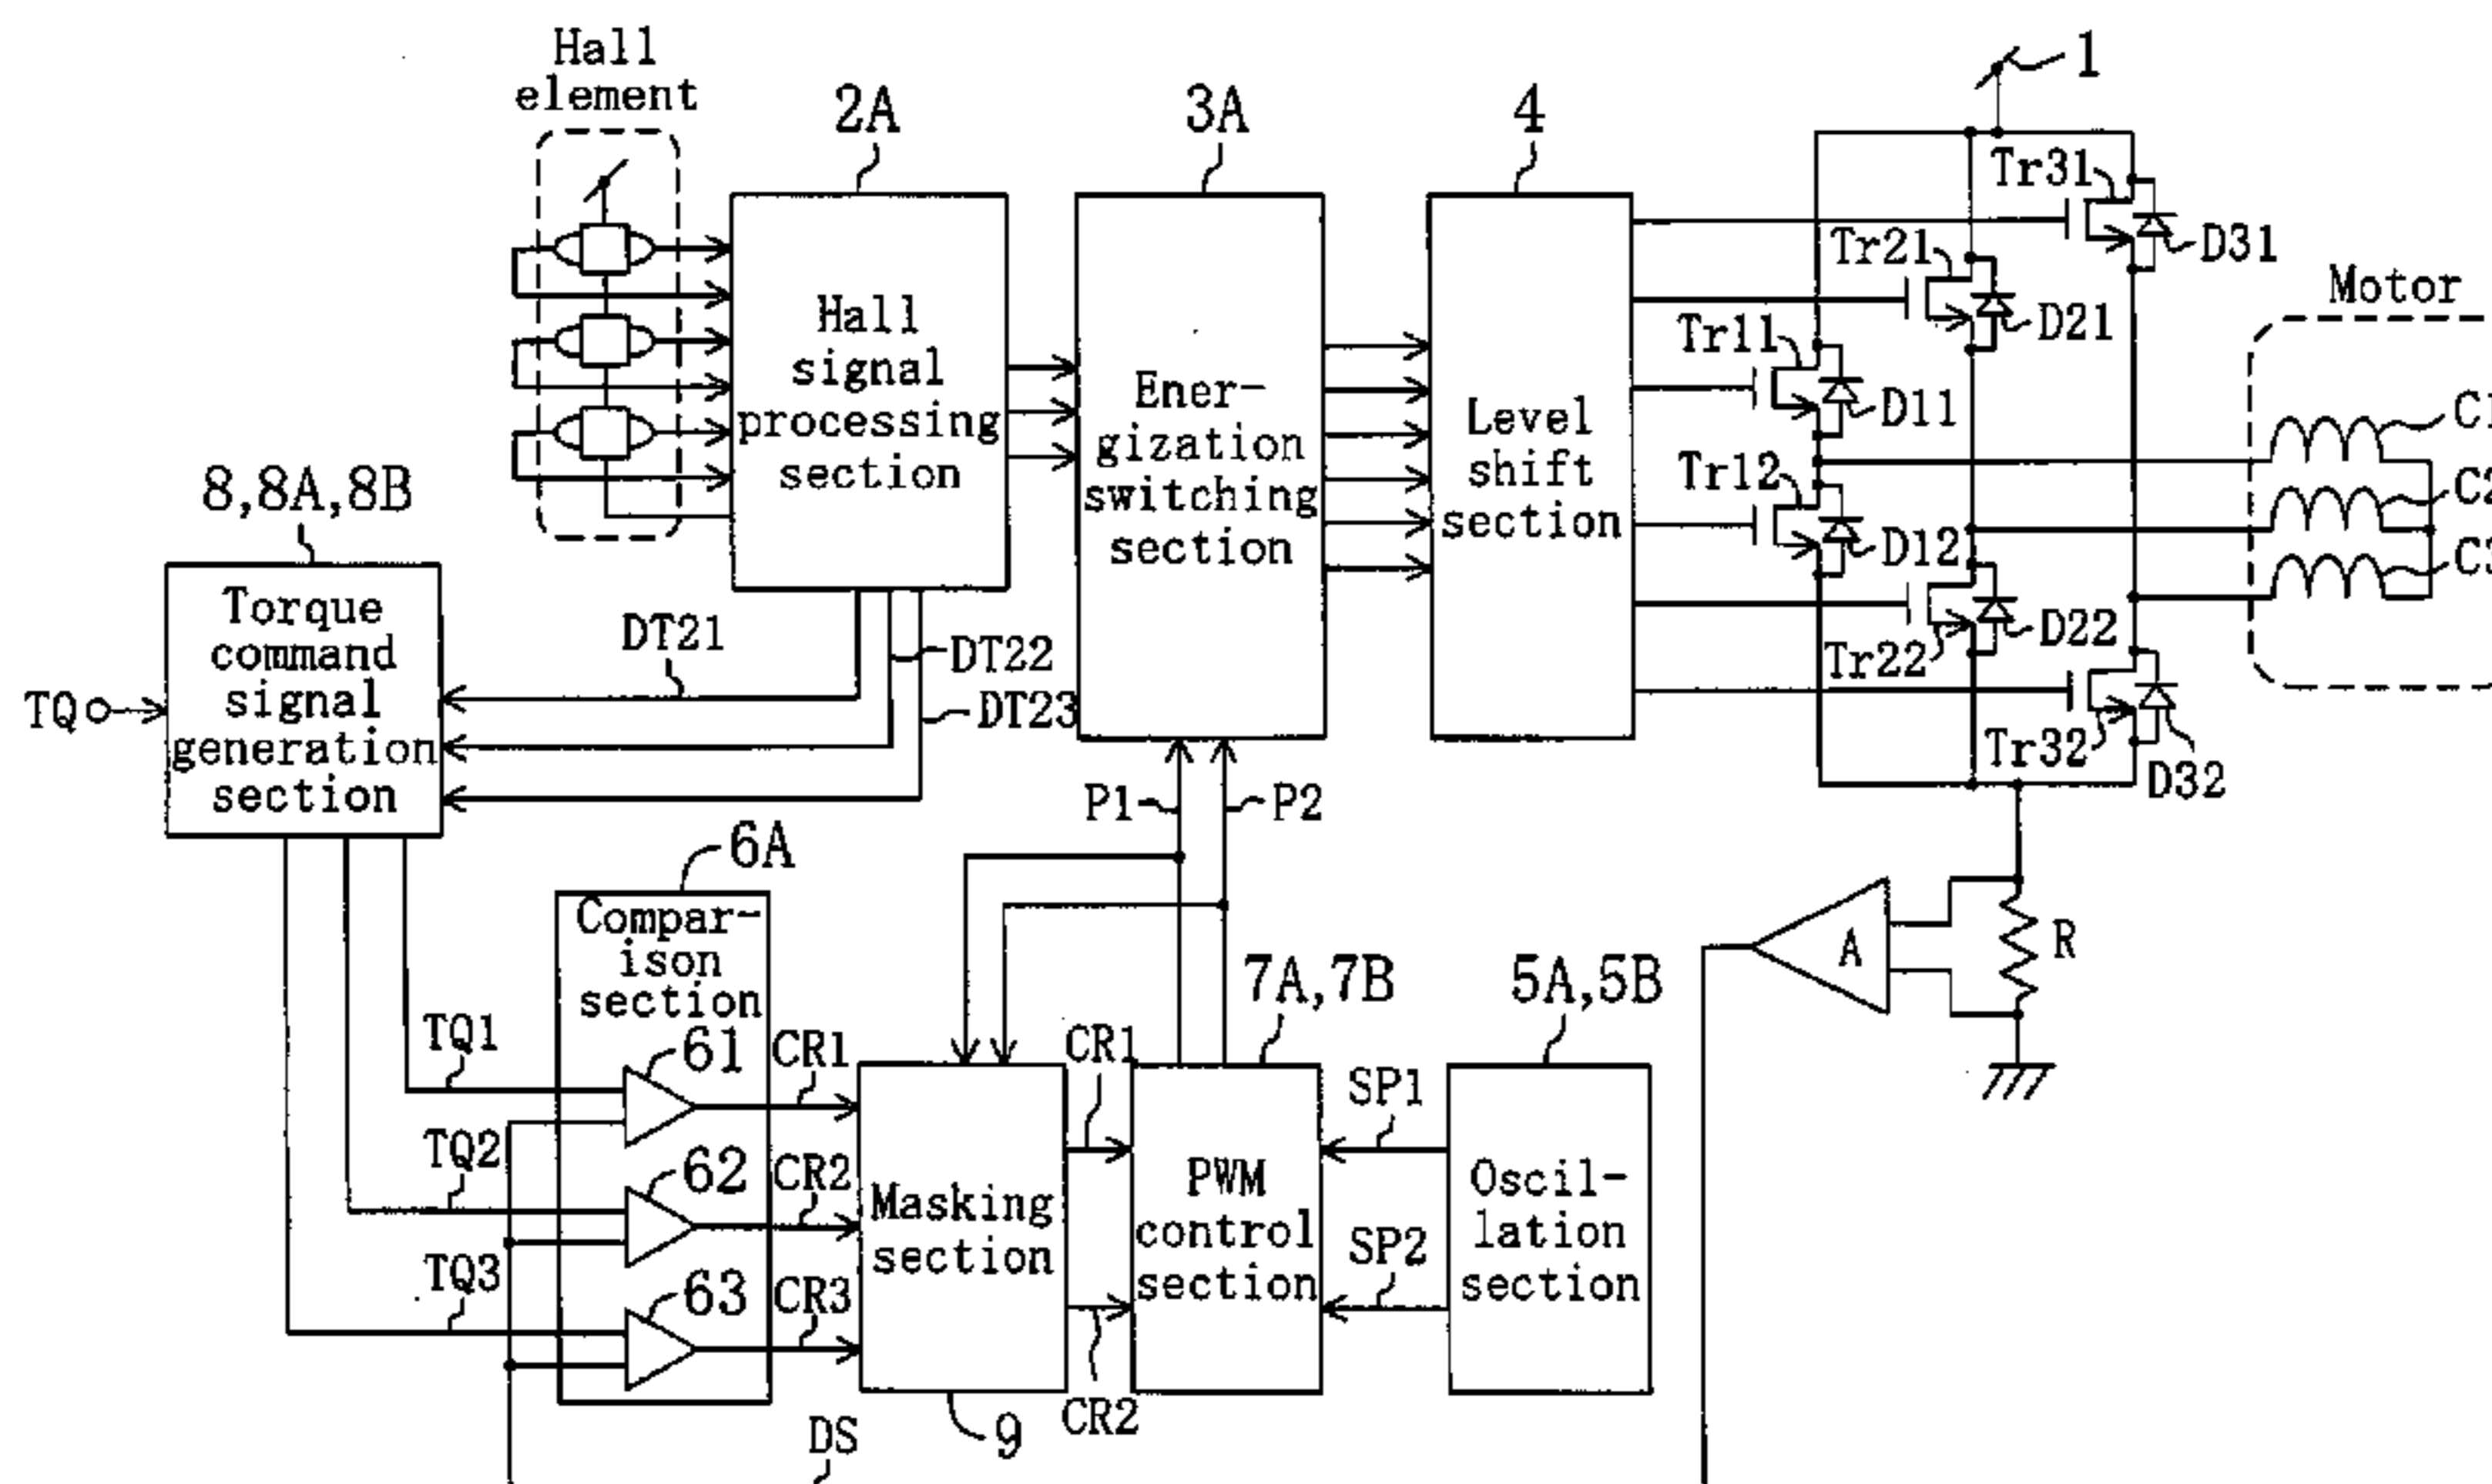 Hall
element
1
2A
3A
4
Tr31
D31
Tr21
D21
Motor
Tr11
D11
Hall
signal
processing
section
Ener-
gization
switching
section
Level
shift
section
Tr12
D12
C1
C2
C3
8,8A,8B
Torque
command
signal
generation
section
TQ
DT21
DT22
DT23
Tr22
D22
Tr32
D32
P1
P2
6A
Compar-
ison
section
A
R
7A,7B
5A,5B
TQ1
61
CR1
CR1
SP1
TQ2
62
CR2
Masking
section
PWM
control
section
Oscil-
lation
section
SP2
TQ3
63
CR3
CR2
9
DS